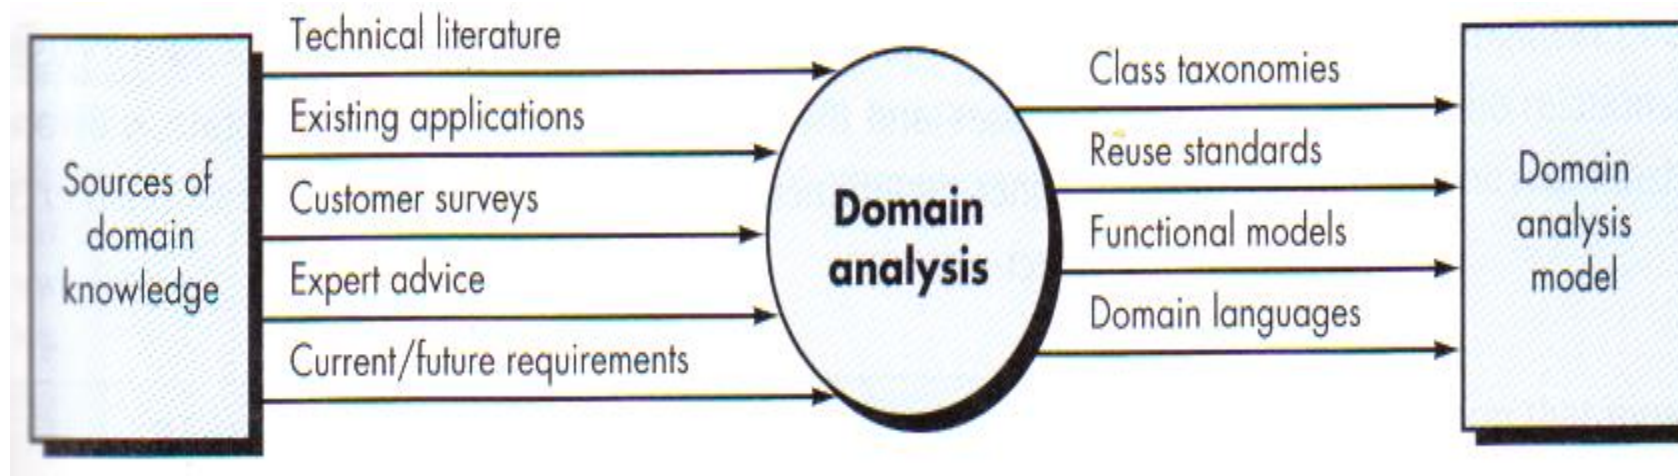 Sources of
domain
knowledge
Technical literature
Existing applications
Customer surveys
Expert advice
Current/future requirements
Domain
analysis
Class taxonomies
Reuse standards
Functional models
Domain languages
Domain
analysis
model